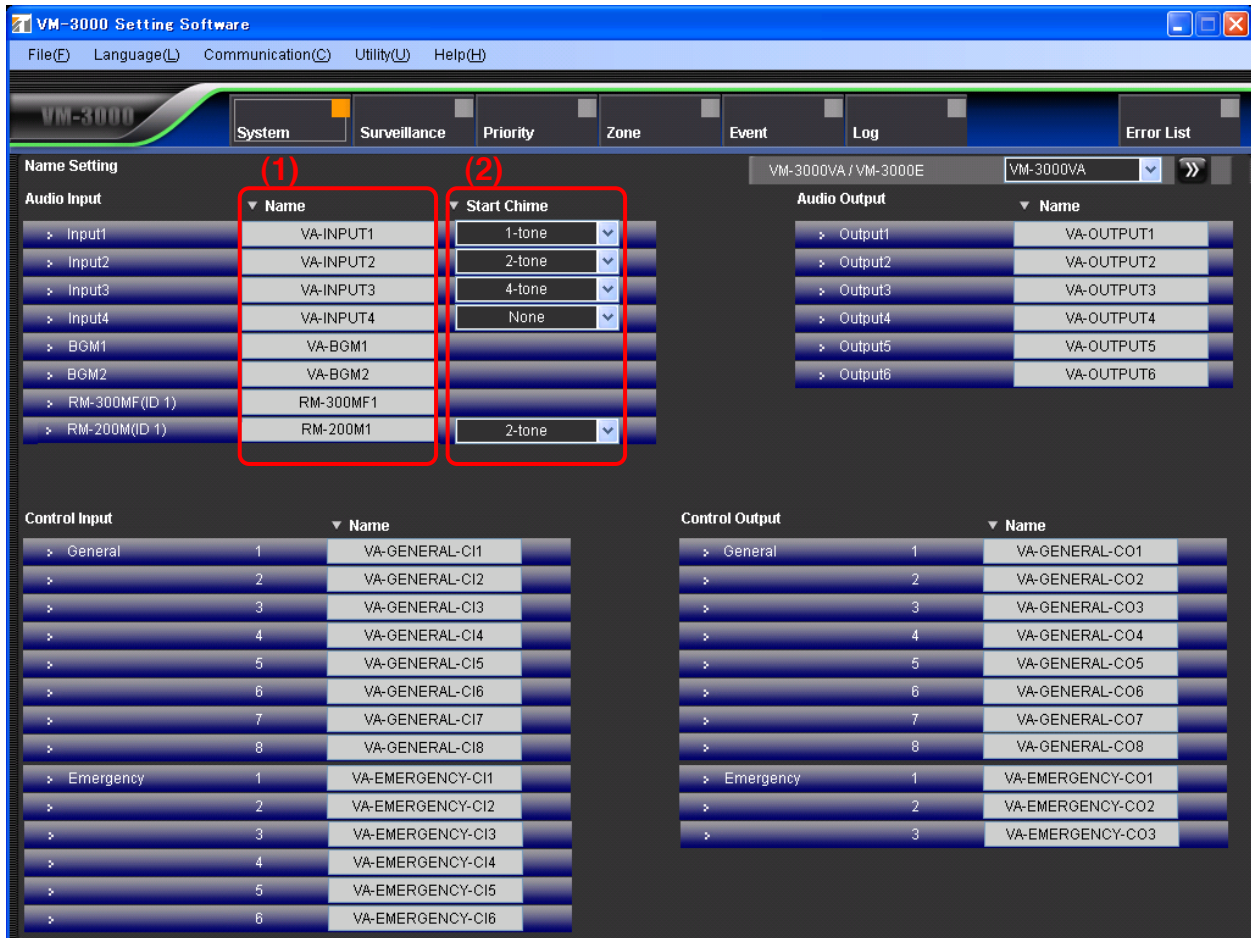 VM-3000 Setting Software
File(F) Language(L) Communication(C) Utility(U) Help(H)
VM-3000
System Surveillance Priority Zone Event Log Error List
Name Setting (1) (2) VM-3000VA / VM-3000E VM-3000VA
Audio Input Name Start Chime Audio Output Name
Input1 VA-INPUT1 1-tone Output1 VA-OUTPUT1
Input2 VA-INPUT2 2-tone Output2 VA-OUTPUT2
Input3 VA-INPUT3 4-tone Output3 VA-OUTPUT3
Input4 VA-INPUT4 None Output4 VA-OUTPUT4
BGM1 VA-BGM1 Output5 VA-OUTPUT5
BGM2 VA-BGM2 Output6 VA-OUTPUT6
RM-300MF(ID 1) RM-300MF1
RM-200M(ID 1) RM-200M1 2-tone
Control Input Name Control Output Name
General 1 VA-GENERAL-CI1 General 1 VA-GENERAL-CO1
2 VA-GENERAL-CI2 2 VA-GENERAL-CO2
3 VA-GENERAL-CI3 3 VA-GENERAL-CO3
4 VA-GENERAL-CI4 4 VA-GENERAL-CO4
5 VA-GENERAL-CI5 5 VA-GENERAL-CO5
6 VA-GENERAL-CI6 6 VA-GENERAL-CO6
7 VA-GENERAL-CI7 7 VA-GENERAL-CO7
8 VA-GENERAL-CI8 8 VA-GENERAL-CO8
Emergency 1 VA-EMERGENCY-CI1 Emergency 1 VA-EMERGENCY-CO1
2 VA-EMERGENCY-CI2 2 VA-EMERGENCY-CO2
3 VA-EMERGENCY-CI3 3 VA-EMERGENCY-CO3
4 VA-EMERGENCY-CI4
5 VA-EMERGENCY-CI5
6 VA-EMERGENCY-CI6